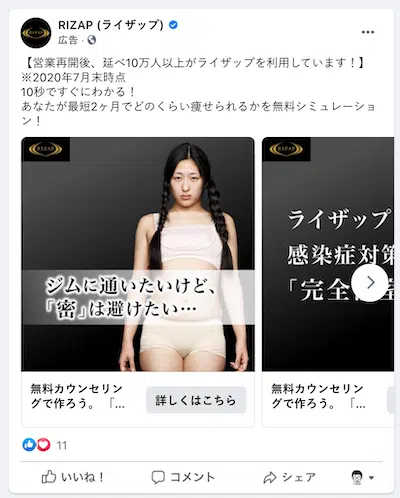 RIZAP (ライザップ)
広告・
【営業再開後、延べ10万人以上がライザップを利用しています！】
※2020年7月末時点
10秒ですぐにわかる！
あなたが最短2ヶ月でどのくらい痩せられるかを無料シミュレーショ
ン！
RIZAP
ジムに通いたいけど、
「密」は避けたい…
無料カウンセリン
グで作ろう。「...
詳しくはこちら
RIZAP
ライザップ
感染症対策
「完全
無料カウンセリン
グで作ろう。「...
11
いいね！
コメント
シェア